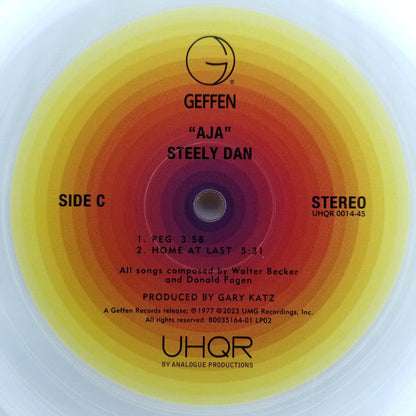 G
®
GEFFEN
"AJA"
STEELY DAN
SIDE C
STEREO
UHQR 0014-45
1. PEG 3:58
2. HOME AT LAST 5:31
All songs composed by Walter Becker
and Donald Fagen
PRODUCED BY GARY KATZ
A Geffen Records release; ℗ 1977 ©2023 UMG Recordings, Inc.
All rights reserved B0035164-01 LP02
UHQR
BY ANALOGUE PRODUCTIONS